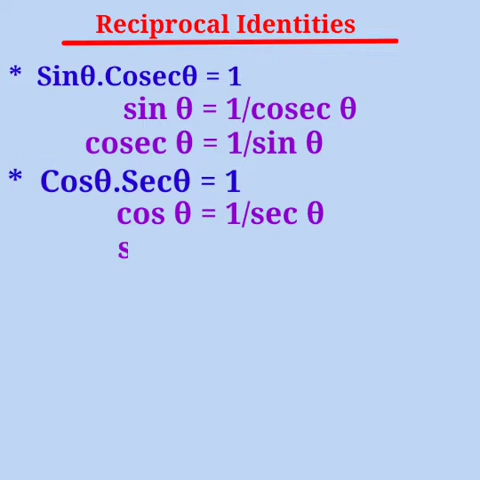 Reciprocal Identities
* Sinθ.Cosecθ = 1
sin θ = 1/cosec θ
cosec θ = 1/sin θ
* Cosθ.Secθ = 1
cos θ = 1/sec θ
s